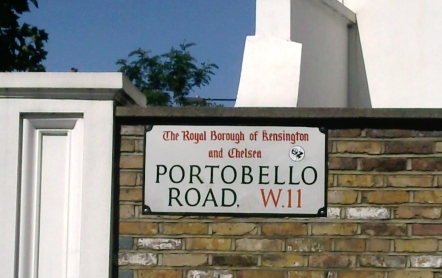 The Royal Borough of Kensington
and Chelsea
PORTOBELLO
ROAD. W.11